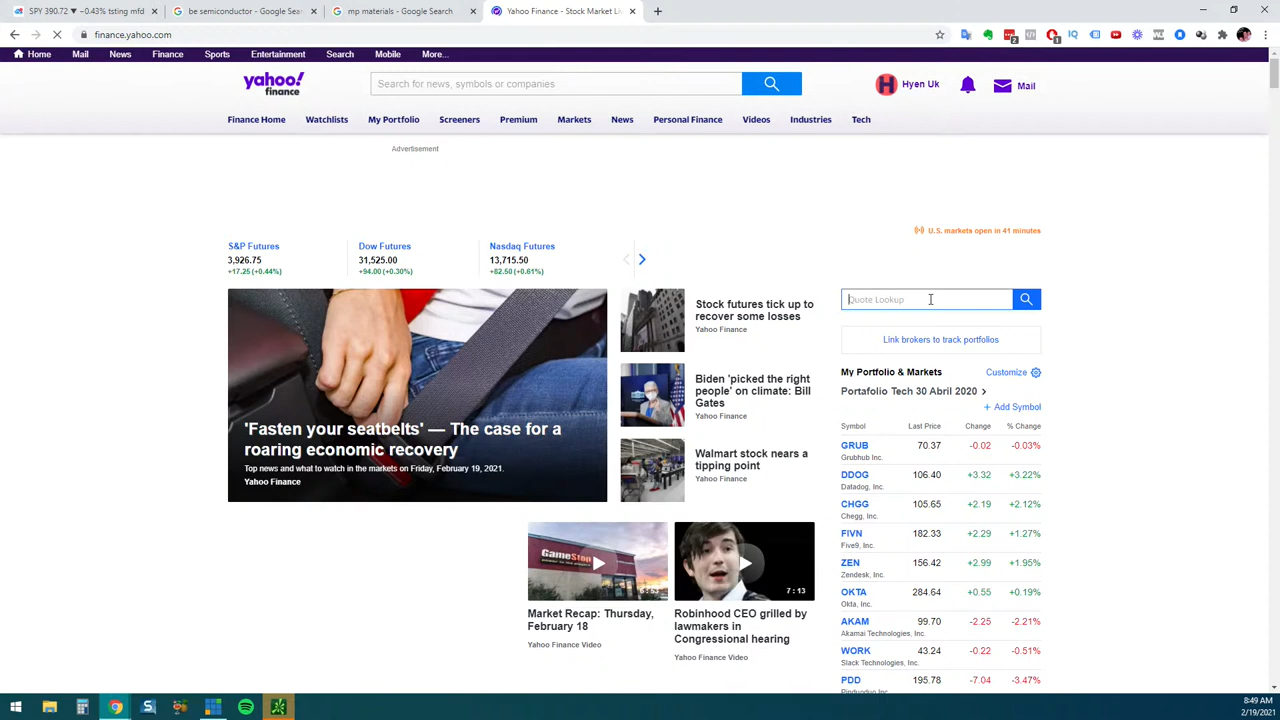 SPY 390.72 ▾ −0.43% tsting mfd
be semiconductors - Google Search
mp semiconductors - Google Search
Yahoo Finance - Stock Market Li
finance.yahoo.com
2
1
Home Mail News Finance Sports Entertainment Search Mobile More...
yahoo!
finance
Search for news, symbols or companies
H Hyen Uk
Mail
Finance Home Watchlists My Portfolio Screeners Premium Markets News Personal Finance Videos Industries Tech
Advertisement
U.S. markets open in 41 minutes
S&P Futures
3,926.75
+17.25 (+0.44%)
Dow Futures
31,525.00
+94.00 (+0.30%)
Nasdaq Futures
13,715.50
+82.50 (+0.61%)
'Fasten your seatbelts' — The case for a
roaring economic recovery
Top news and what to watch in the markets on Friday, February 19, 2021.
Yahoo Finance
Stock futures tick up to
recover some losses
Yahoo Finance
Biden 'picked the right
people' on climate: Bill
Gates
Yahoo Finance
Walmart stock nears a
tipping point
Yahoo Finance
GameStop
Market Recap: Thursday,
February 18
Yahoo Finance Video
7:13
Robinhood CEO grilled by
lawmakers in
Congressional hearing
Yahoo Finance Video
Quote Lookup
Link brokers to track portfolios
My Portfolio & Markets Customize
Portafolio Tech 30 Abril 2020
+ Add Symbol
Symbol Last Price Change % Change
GRUB 70.37 -0.02 -0.03%
Grubhub Inc.
DDOG 106.40 +3.32 +3.22%
Datadog, Inc.
CHGG 105.65 +2.19 +2.12%
Chegg, Inc.
FIVN 182.33 +2.29 +1.27%
Five9, Inc.
ZEN 156.42 +2.99 +1.95%
Zendesk, Inc.
OKTA 284.64 +0.55 +0.19%
Okta, Inc.
AKAM 99.70 -2.25 -2.21%
Akamai Technologies, Inc.
WORK 43.24 -0.22 -0.51%
Slack Technologies, Inc.
PDD 195.78 -7.04 -3.47%
Pinduoduo Inc.
8:49 AM
2/19/2021